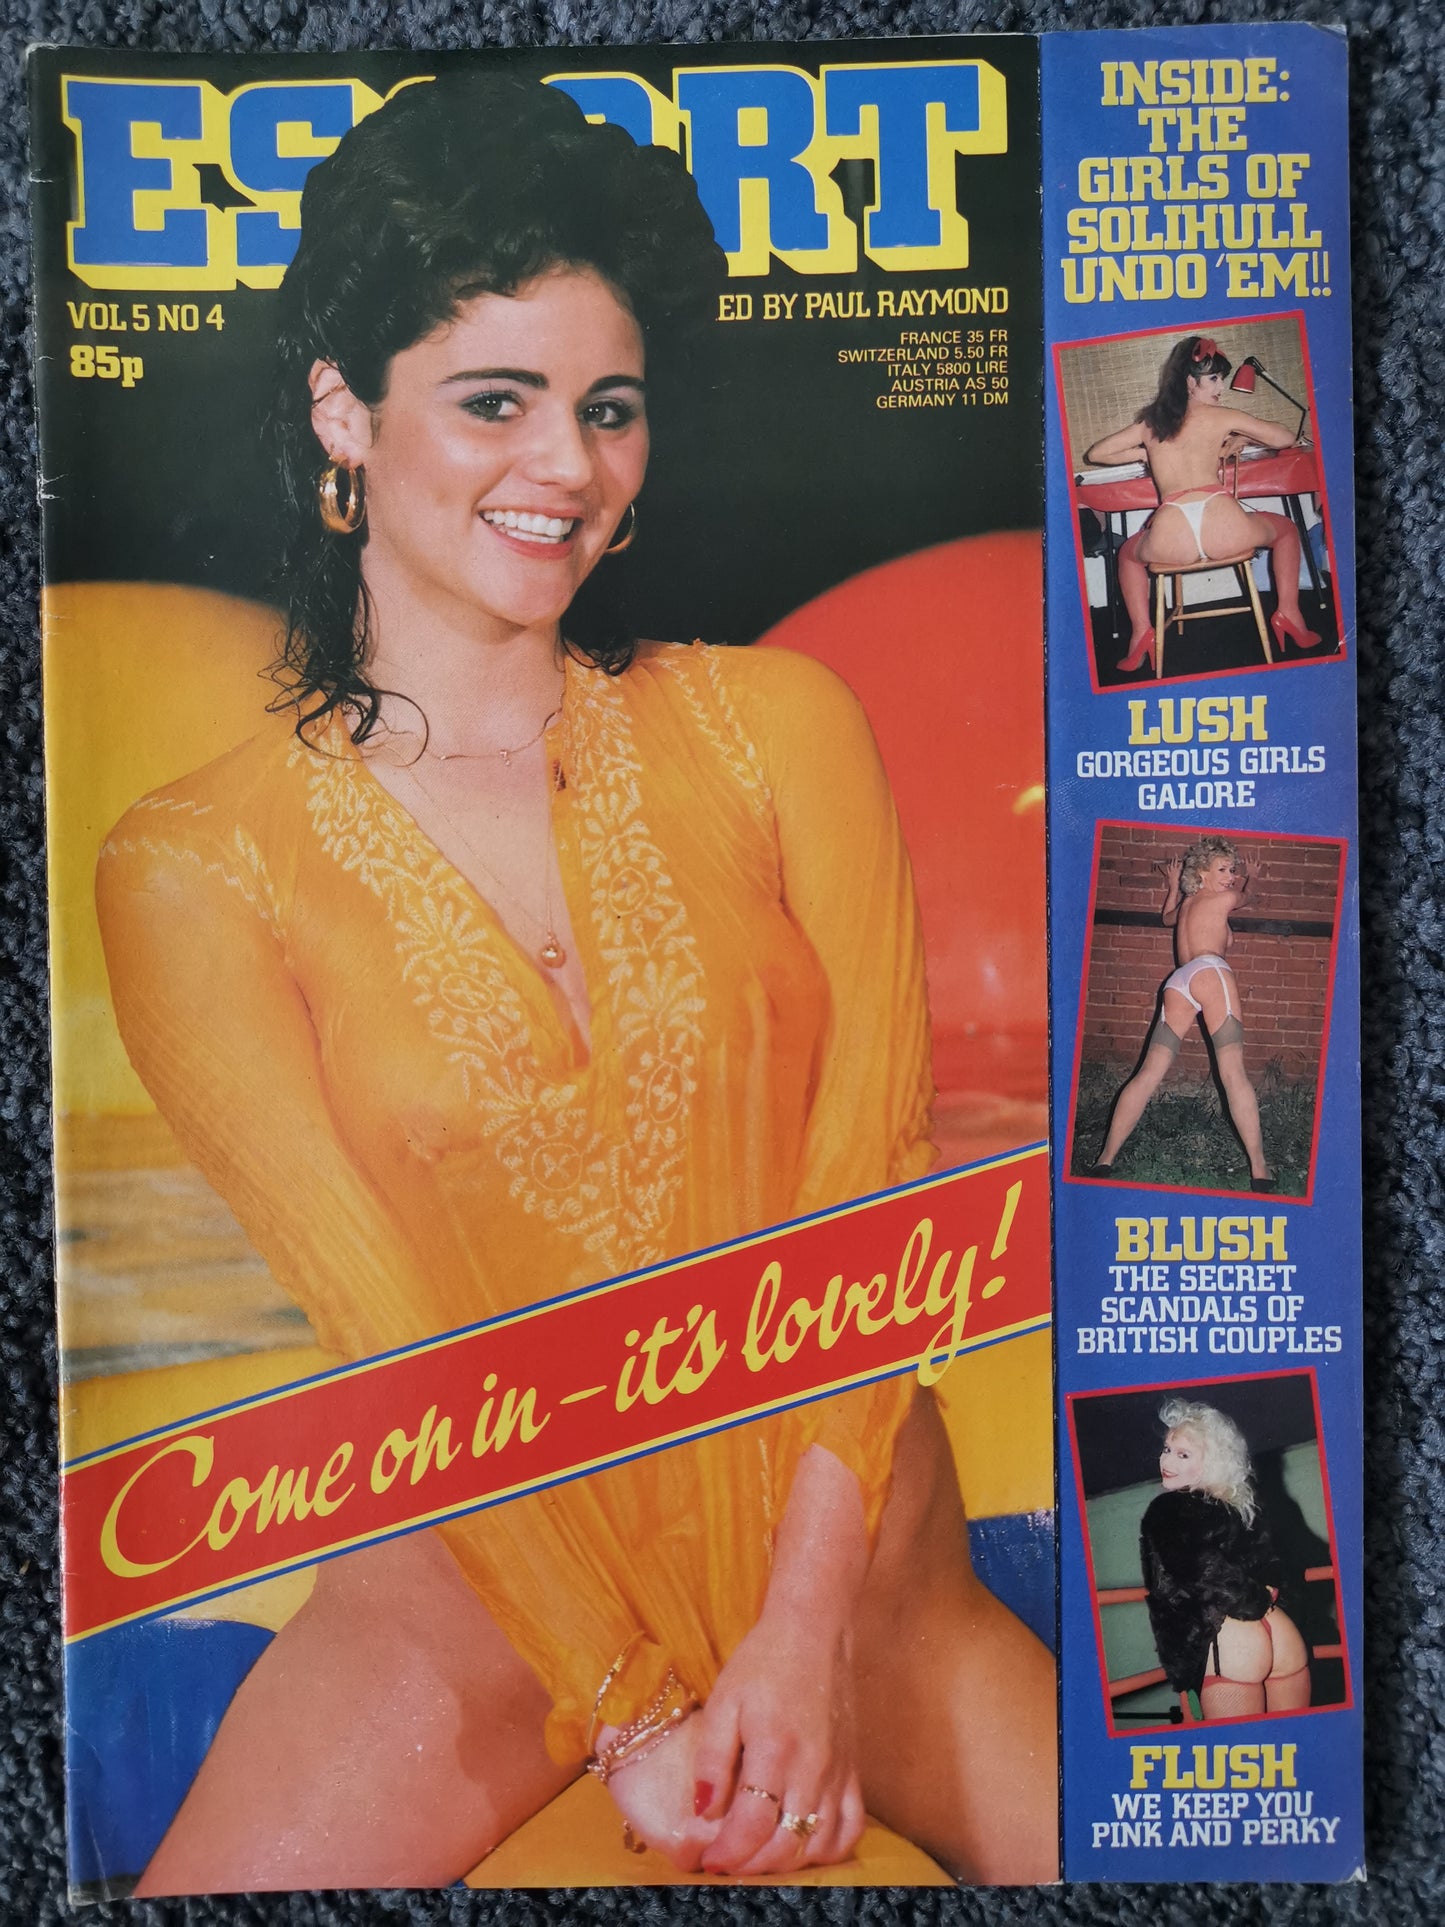 ESCORT
VOL 5 NO 4
85p
ED BY PAUL RAYMOND
FRANCE 35 FR
SWITZERLAND 5.50 FR
ITALY 5800 LIRE
AUSTRIA AS 50
GERMANY 11 DM
Come on in – it's lovely!
INSIDE:
THE
GIRLS OF
SOLIHULL
UNDO 'EM!!
LUSH
GORGEOUS GIRLS
GALORE
BLUSH
THE SECRET
SCANDALS OF
BRITISH COUPLES
FLUSH
WE KEEP YOU
PINK AND PERKY